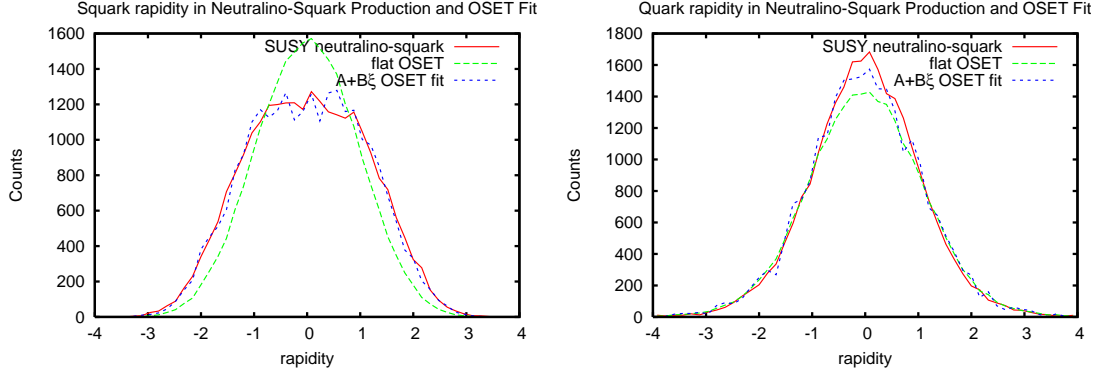 Squark rapidity in Neutralino-Squark Production and OSET Fit
1600
1400
1200
1000
800
600
400
200
0
Counts
SUSY neutralino-squark
flat OSET
A+Bξ OSET fit
-4 -3 -2 -1 0 1 2 3 4
rapidity
Quark rapidity in Neutralino-Squark Production and OSET Fit
1800
1600
1400
1200
1000
800
600
400
200
0
Counts
SUSY neutralino-squark
flat OSET
A+Bξ OSET fit
-4 -3 -2 -1 0 1 2 3 4
rapidity